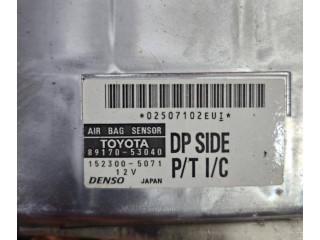 *02507102EUI*
AIR BAG SENSOR
TOYOTA
89170-53040
152300-5071
12V
DENSO JAPAN
DP SIDE
P/T I/C